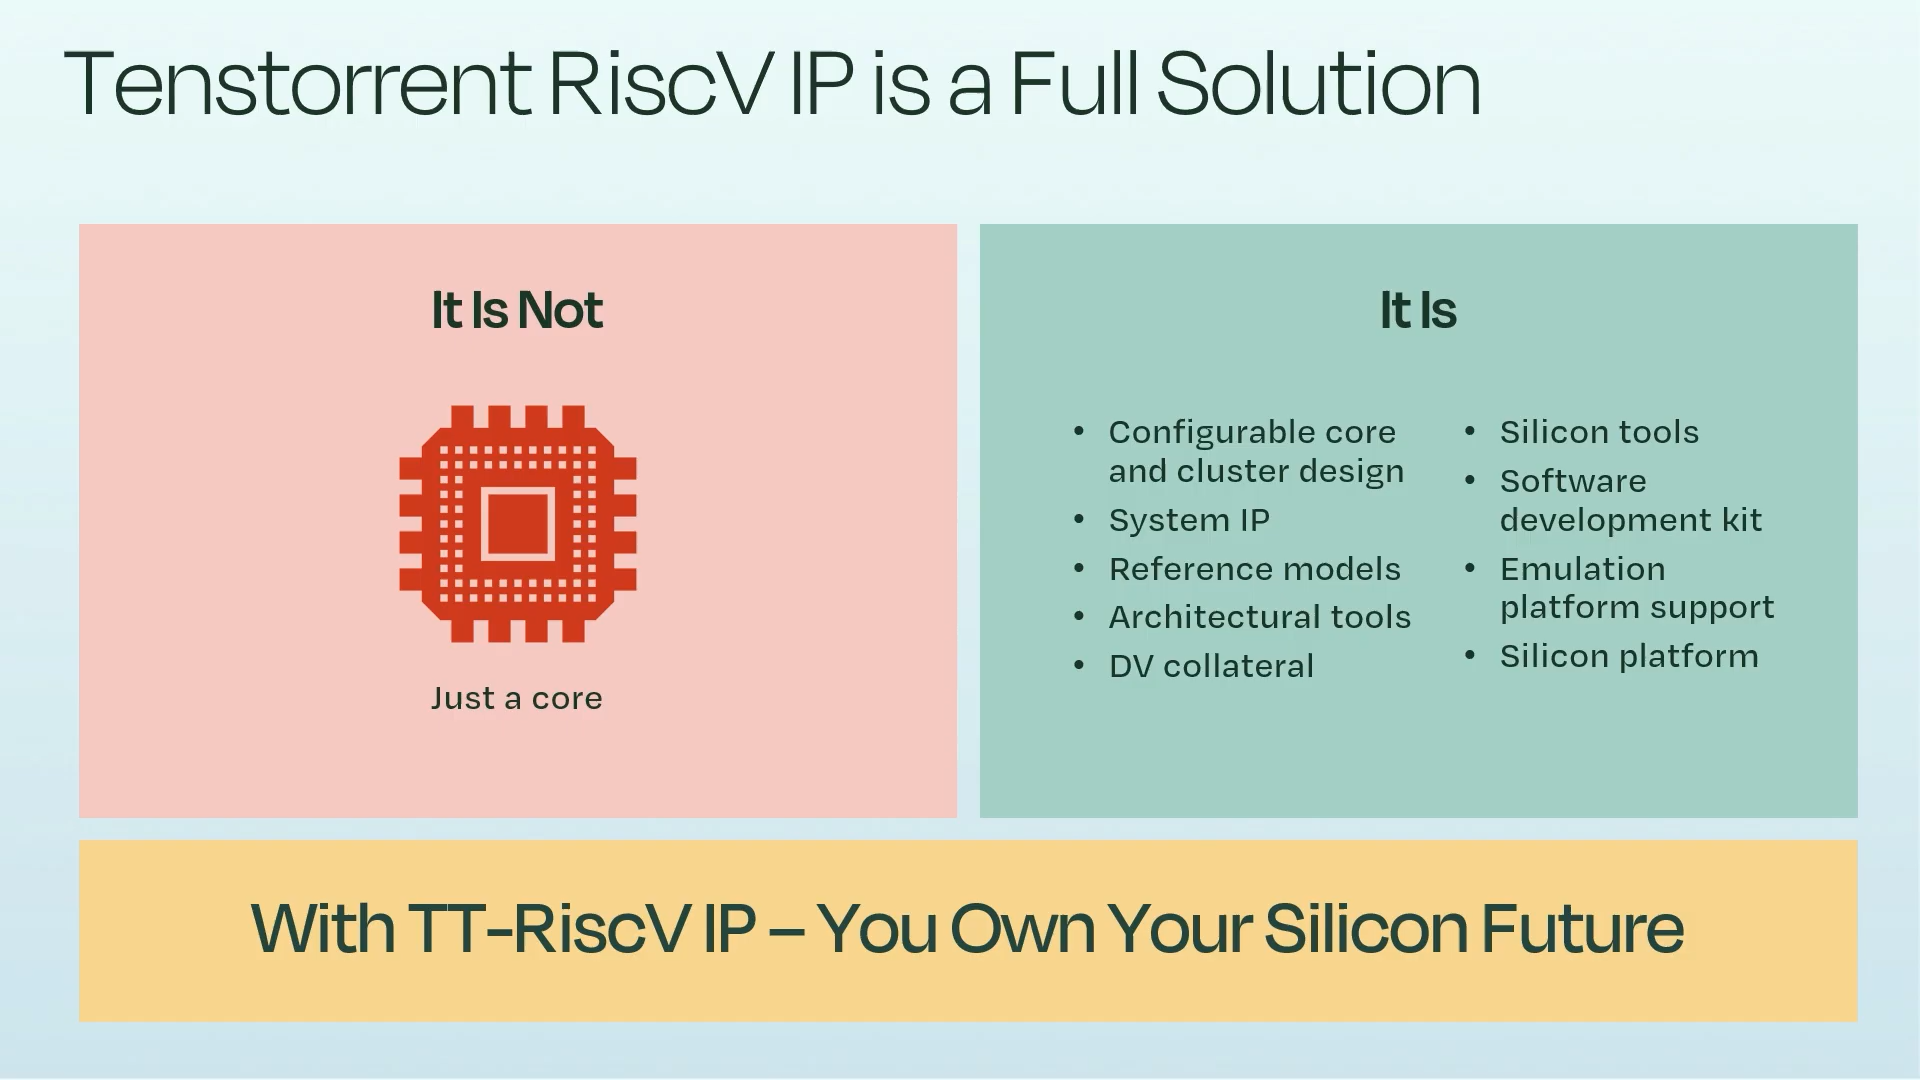 Tenstorrent RiscV IP is a Full Solution
It Is Not
Just a core
It Is
• Configurable core
and cluster design
• System IP
• Reference models
• Architectural tools
• DV collateral
• Silicon tools
• Software
development kit
• Emulation
platform support
• Silicon platform
With TT-RiscV IP – You Own Your Silicon Future